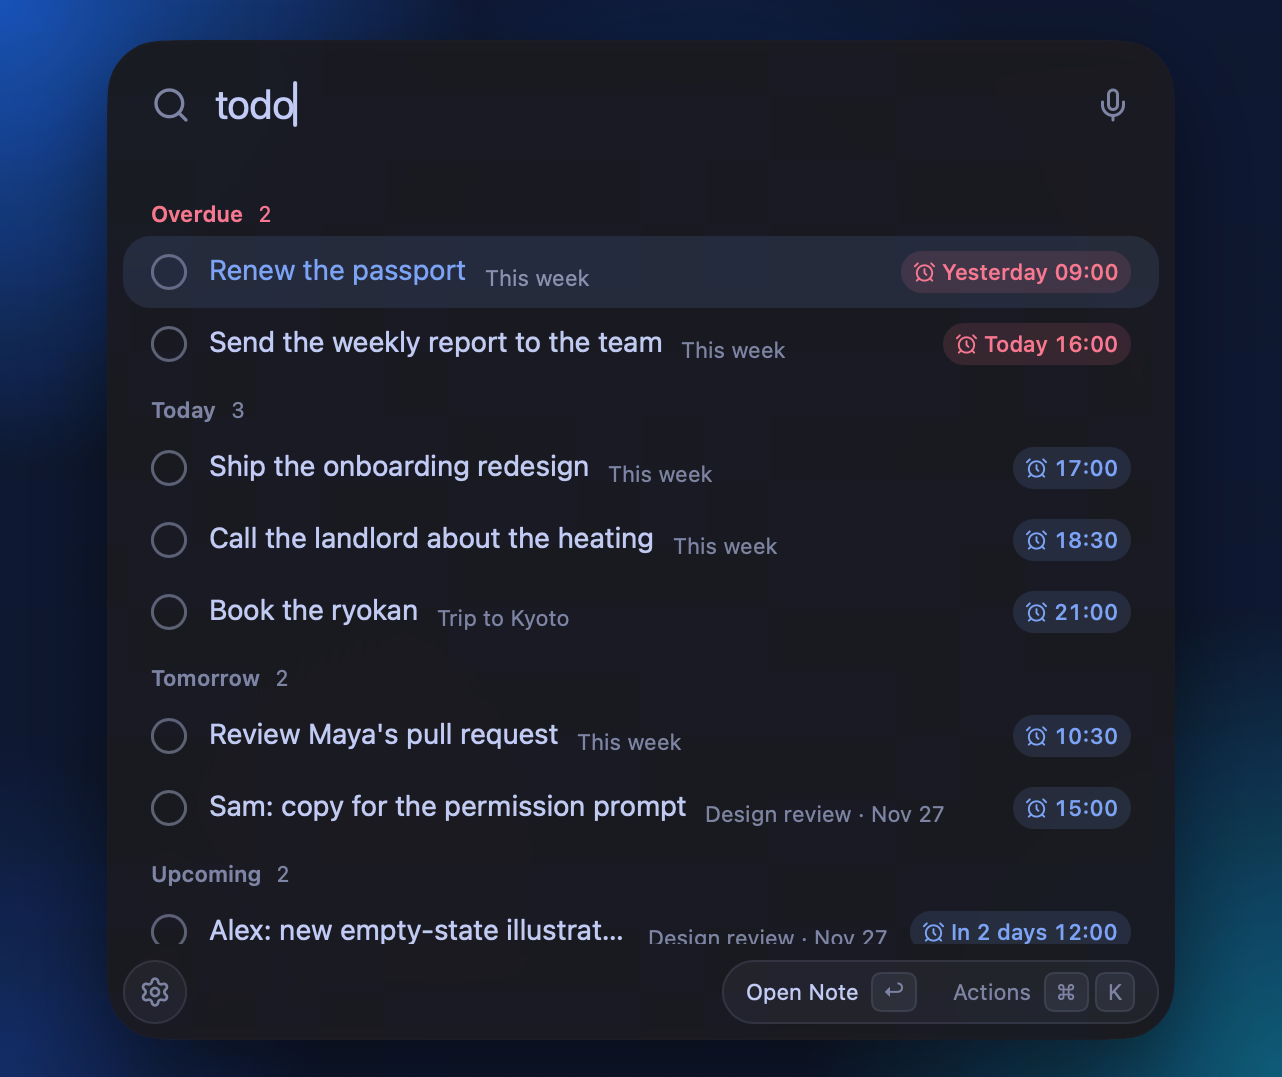 todo
Overdue 2
Renew the passport This week Yesterday 09:00
Send the weekly report to the team This week Today 16:00
Today 3
Ship the onboarding redesign This week 17:00
Call the landlord about the heating This week 18:30
Book the ryokan Trip to Kyoto 21:00
Tomorrow 2
Review Maya's pull request This week 10:30
Sam: copy for the permission prompt Design review · Nov 27 15:00
Upcoming 2
Alex: new empty-state illustrat... Design review · Nov 27 In 2 days 12:00
Open Note ↩ Actions ⌘ K